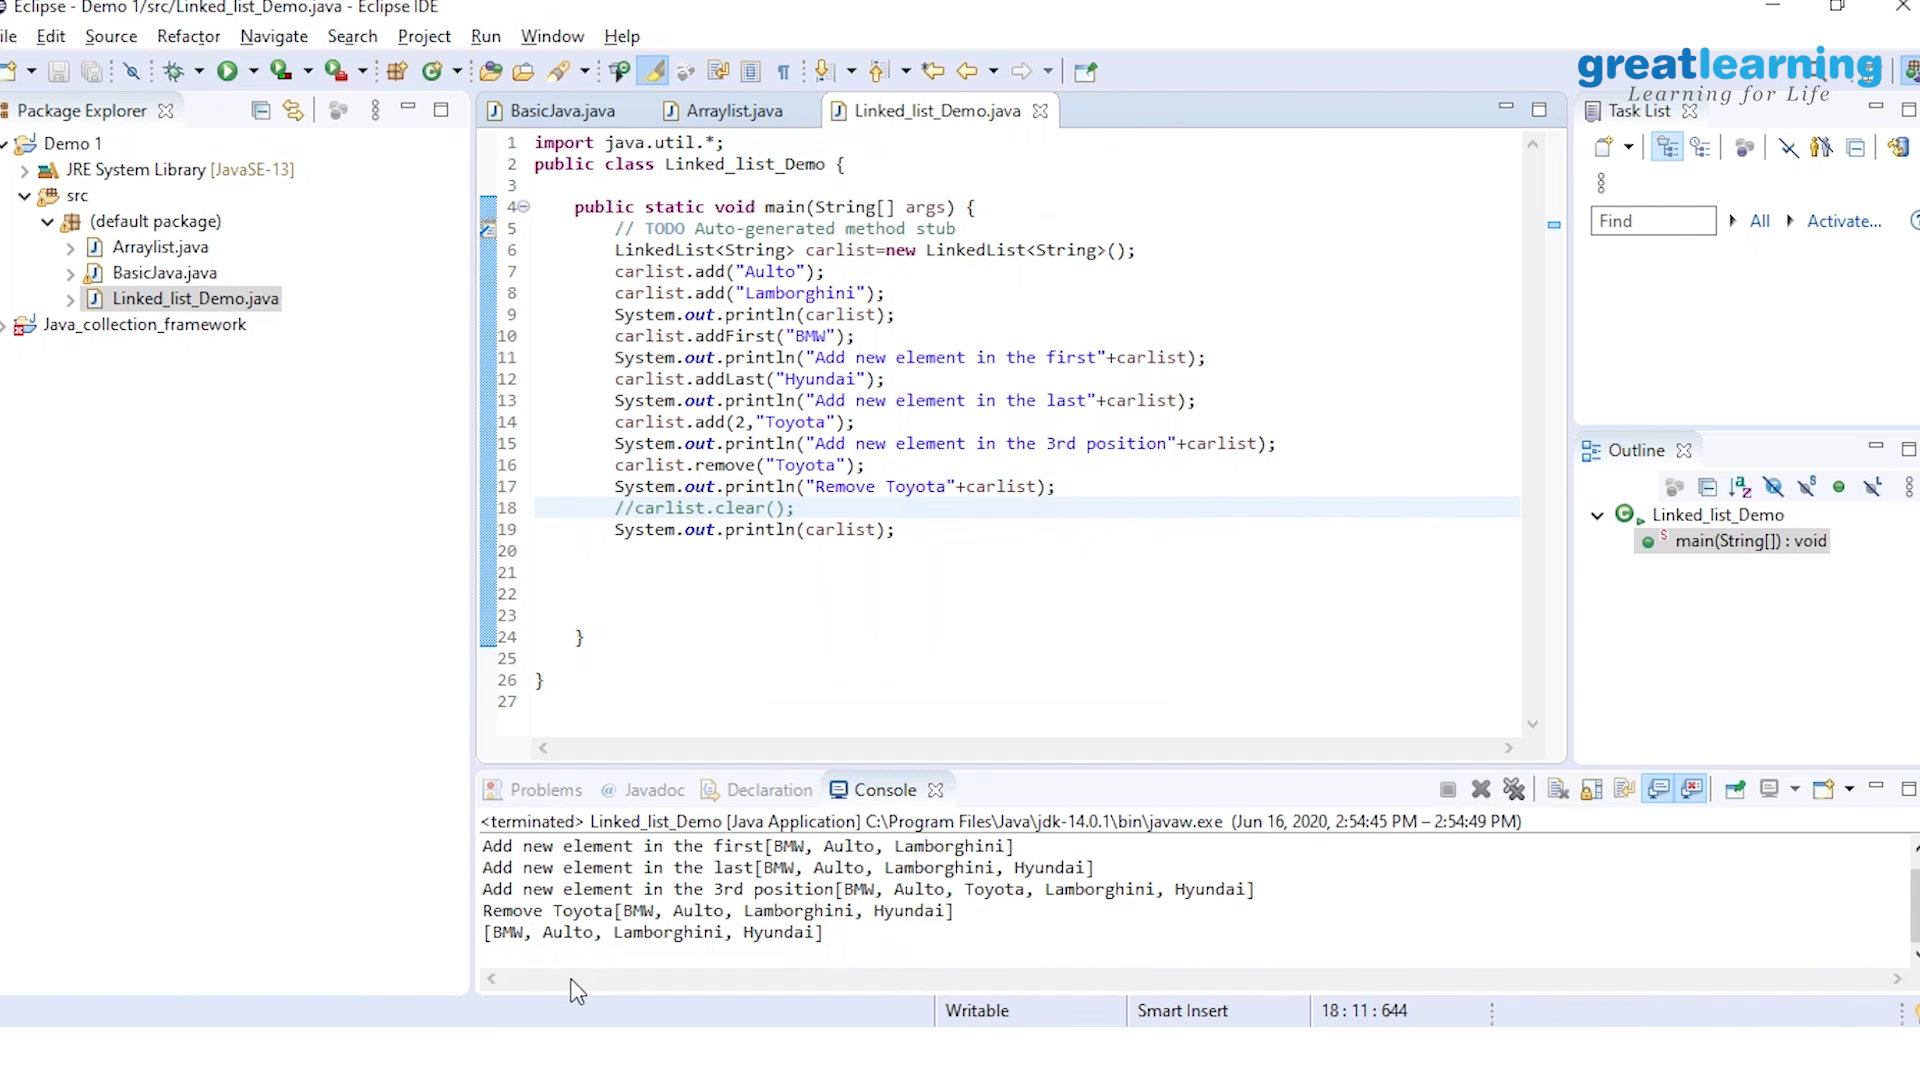 Eclipse - Demo 1/src/Linked_list_Demo.java - Eclipse IDE
ile Edit Source Refactor Navigate Search Project Run Window Help
greatlearning
Learning for Life
Package Explorer
Demo 1
JRE System Library [JavaSE-13]
src
(default package)
Arraylist.java
BasicJava.java
Linked_list_Demo.java
Java_collection_framework
BasicJava.java Arraylist.java Linked_list_Demo.java
1 import java.util.*;
2 public class Linked_list_Demo {
3
4 public static void main(String[] args) {
5 // TODO Auto-generated method stub
6 LinkedList<String> carlist=new LinkedList<String>();
7 carlist.add("Aulto");
8 carlist.add("Lamborghini");
9 System.out.println(carlist);
10 carlist.addFirst("BMW");
11 System.out.println("Add new element in the first"+carlist);
12 carlist.addLast("Hyundai");
13 System.out.println("Add new element in the last"+carlist);
14 carlist.add(2,"Toyota");
15 System.out.println("Add new element in the 3rd position"+carlist);
16 carlist.remove("Toyota");
17 System.out.println("Remove Toyota"+carlist);
18 //carlist.clear();
19 System.out.println(carlist);
20
21
22
23
24 }
25
26 }
27
Task List
Find All Activate...
Outline
Linked_list_Demo
main(String[]) : void
Problems Javadoc Declaration Console
<terminated> Linked_list_Demo [Java Application] C:\Program Files\Java\jdk-14.0.1\bin\javaw.exe (Jun 16, 2020, 2:54:45 PM – 2:54:49 PM)
Add new element in the first[BMW, Aulto, Lamborghini]
Add new element in the last[BMW, Aulto, Lamborghini, Hyundai]
Add new element in the 3rd position[BMW, Aulto, Toyota, Lamborghini, Hyundai]
Remove Toyota[BMW, Aulto, Lamborghini, Hyundai]
[BMW, Aulto, Lamborghini, Hyundai]
Writable Smart Insert 18 : 11 : 644